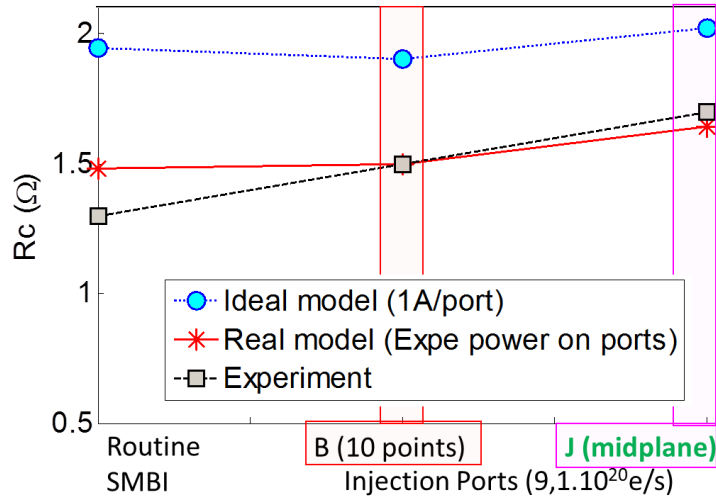 2
1.5
1
0.5
Rc (Ω)
Ideal model (1A/port)
Real model (Expe power on ports)
Experiment
Routine
SMBI
B (10 points)
J (midplane)
Injection Ports (9,1.10²⁰e/s)